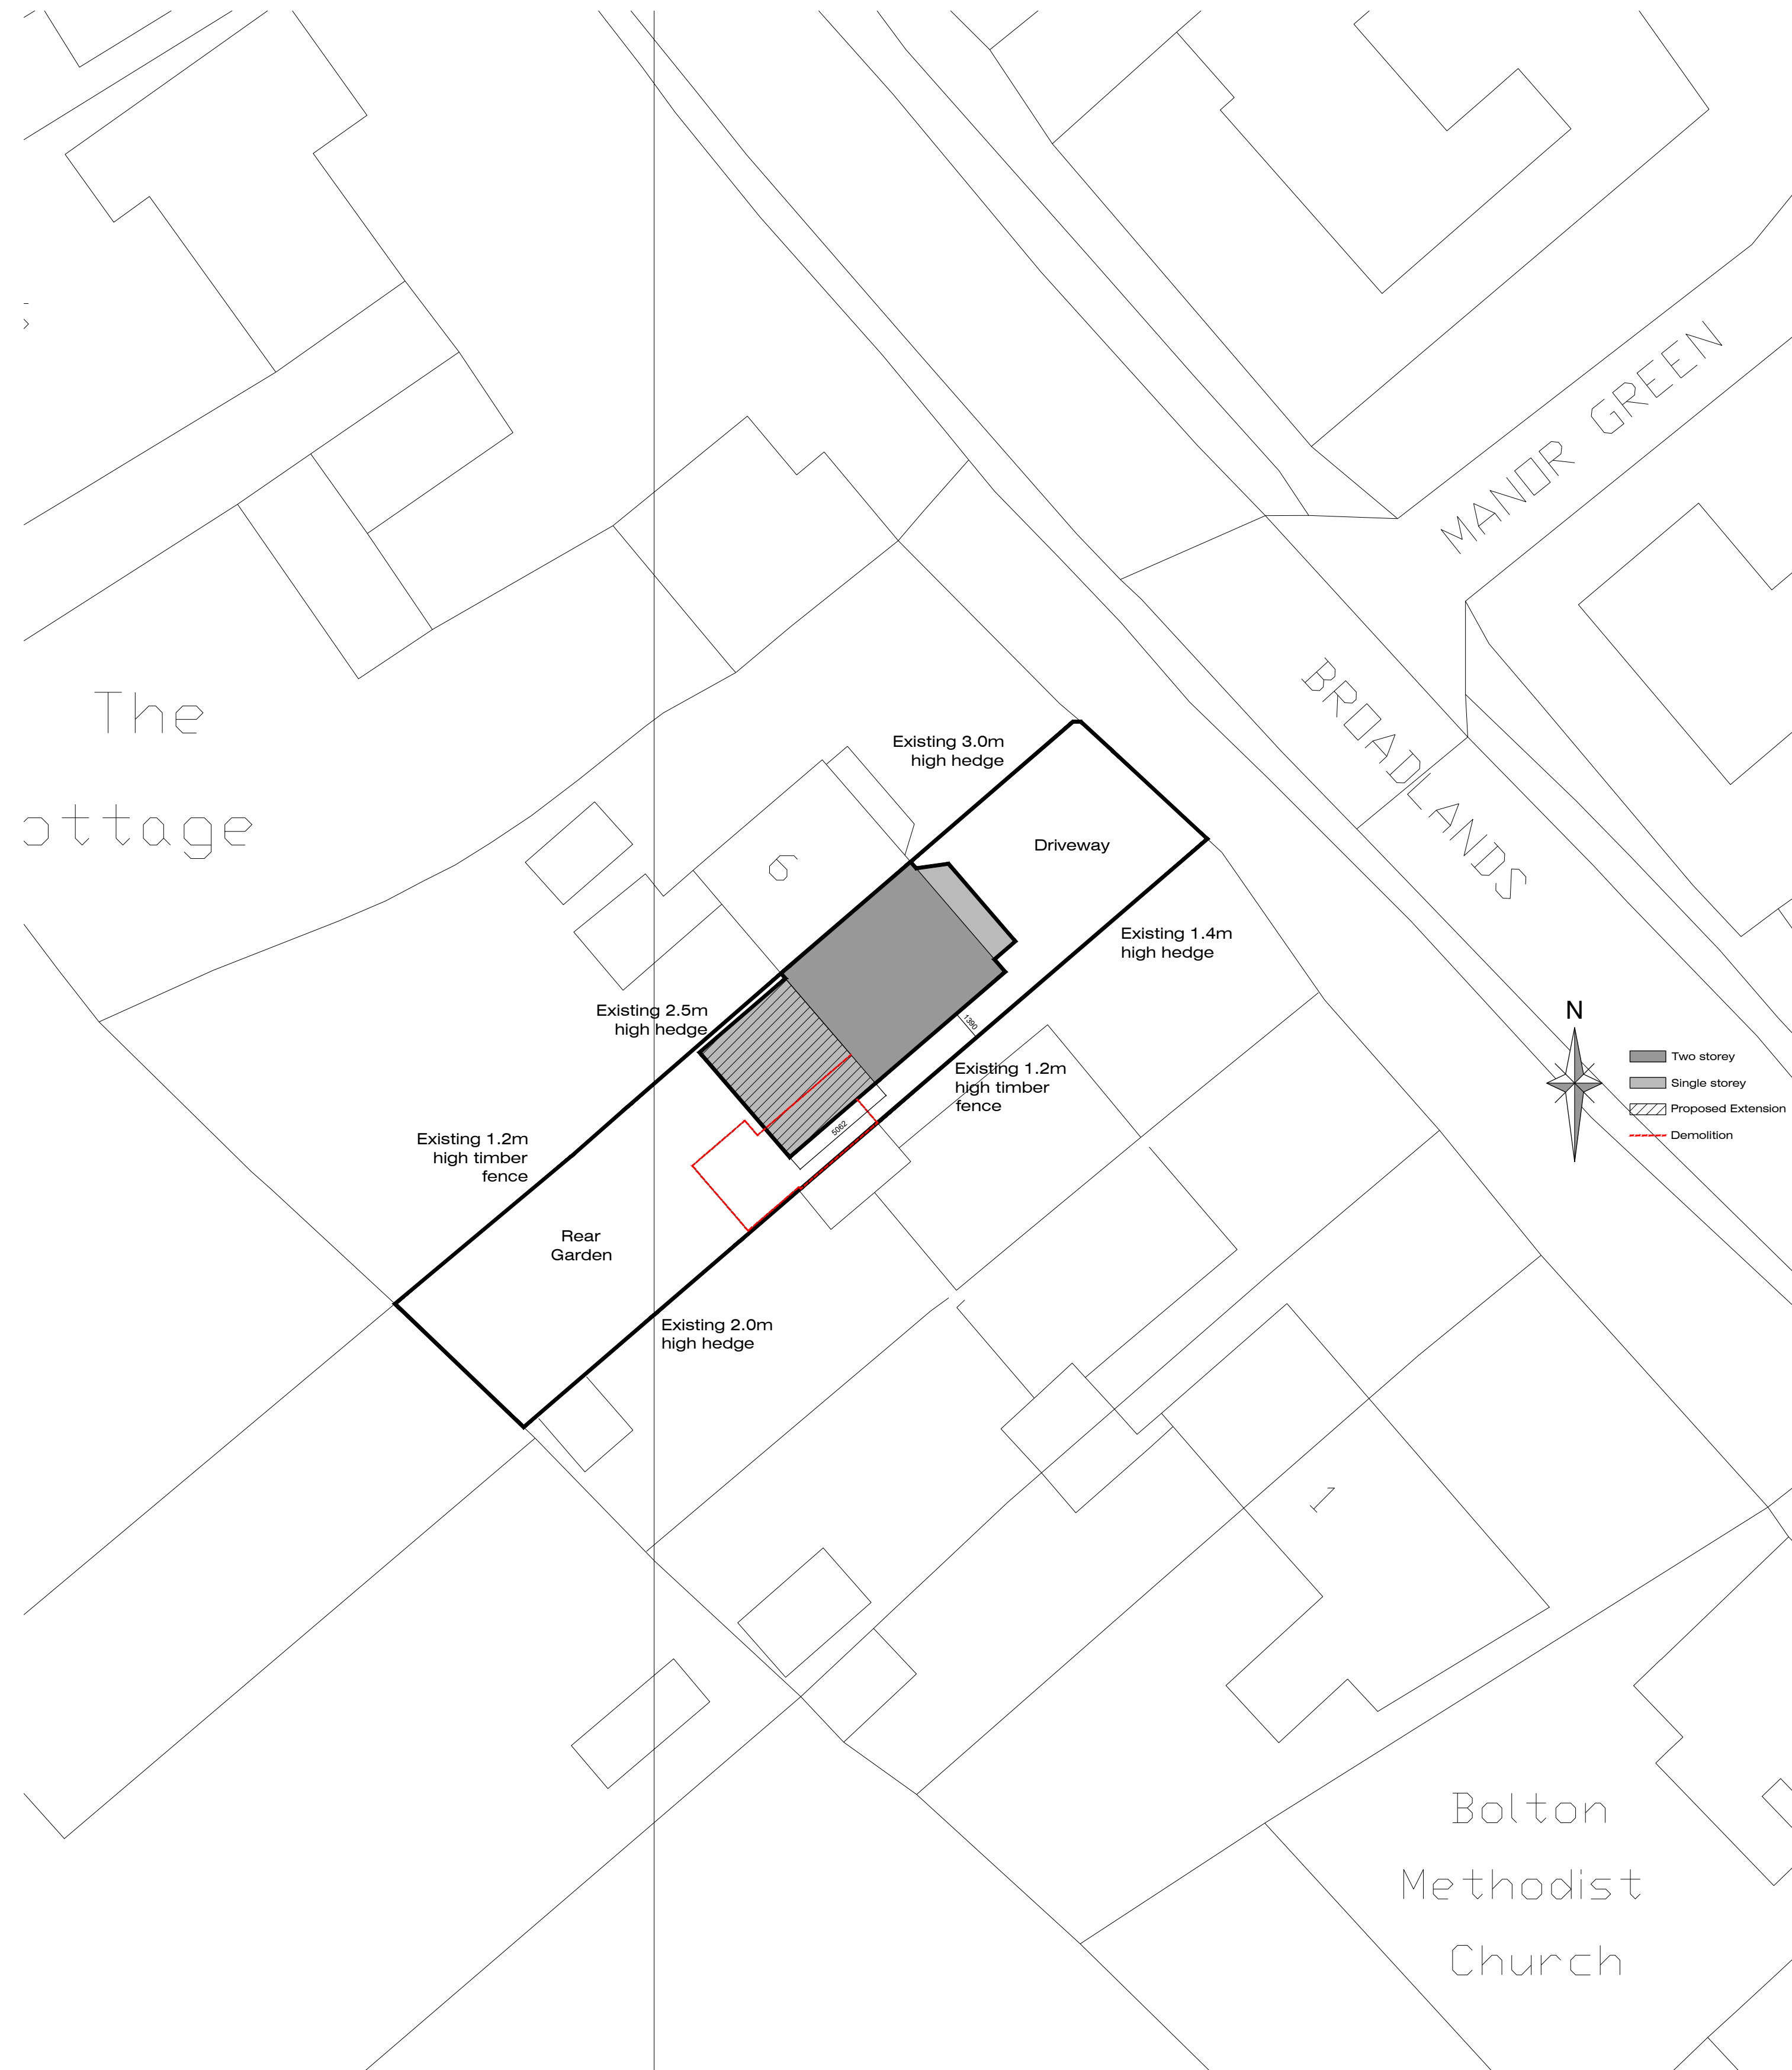 MANOR GREEN
BROADLANDS
The
ottage
Existing 3.0m
high hedge
Driveway
6
Existing 1.4m
high hedge
Existing 2.5m
high hedge
1390
Existing 1.2m
high timber
fence
5062
Existing 1.2m
high timber
fence
Rear
Garden
Existing 2.0m
high hedge
N
Two storey
Single storey
Proposed Extension
Demolition
1
Bolton
Methodist
Church